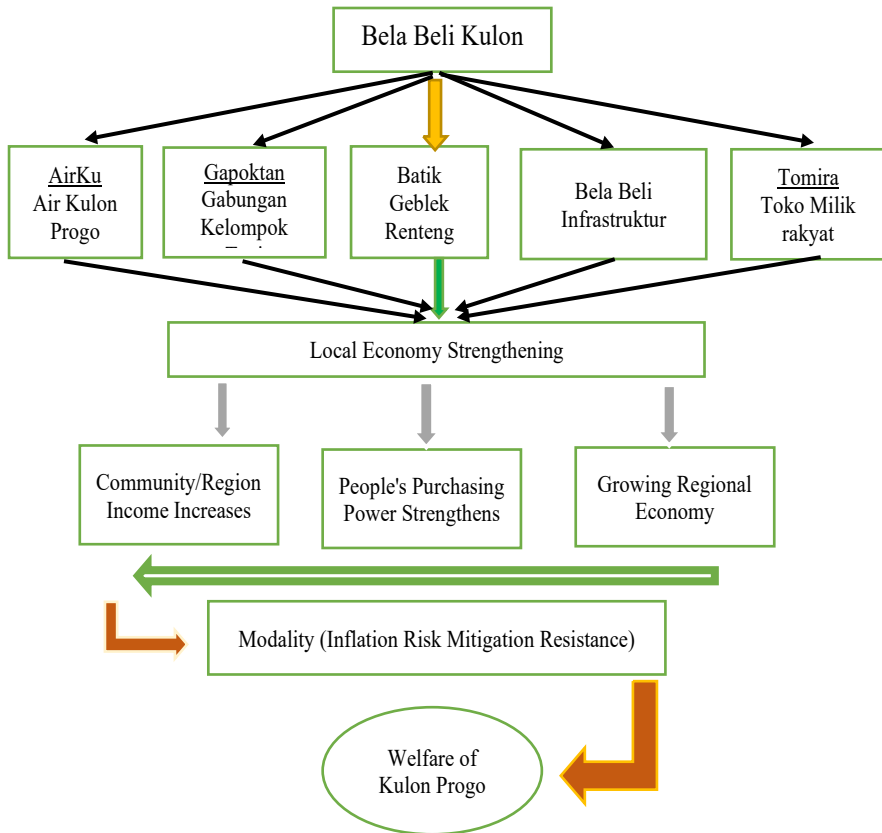 Bela Beli Kulon
AirKu
Air Kulon
Progo
Gapoktan
Gabungan
Kelompok
Batik
Geblek
Renteng
Bela Beli
Infrastruktur
Tomira
Toko Milik
rakyat
Local Economy Strengthening
Community/Region
Income Increases
People's Purchasing
Power Strengthens
Growing Regional
Economy
Modality (Inflation Risk Mitigation Resistance)
Welfare of
Kulon Progo